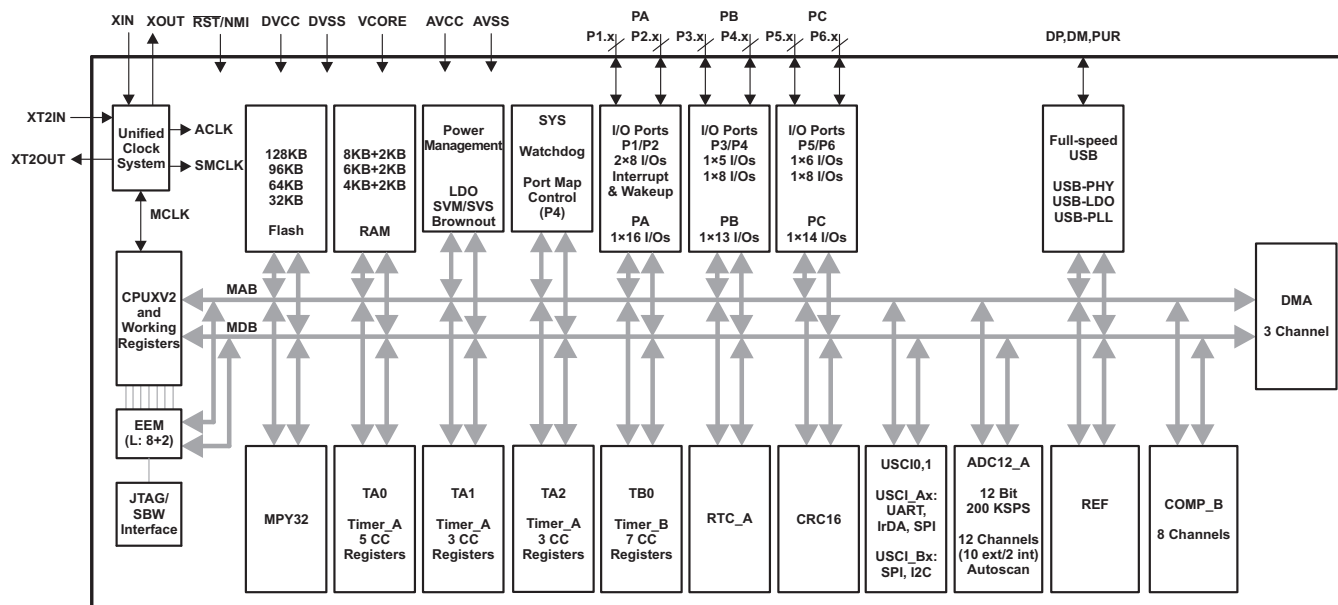 XIN
XOUT
RST/NMI
DVCC
DVSS
VCORE
AVCC
AVSS
PA
PB
PC
P1.x
P2.x
P3.x
P4.x
P5.x
P6.x
DP,DM,PUR
XT2IN
XT2OUT
Unified
Clock
System
ACLK
SMCLK
MCLK
128KB
96KB
64KB
32KB
Flash
8KB+2KB
6KB+2KB
4KB+2KB
RAM
Power
Management
LDO
SVM/SVS
Brownout
SYS
Watchdog
Port Map
Control
(P4)
I/O Ports
P1/P2
2×8 I/Os
Interrupt
& Wakeup
PA
1×16 I/Os
I/O Ports
P3/P4
1×5 I/Os
1×8 I/Os
PB
1×13 I/Os
I/O Ports
P5/P6
1×6 I/Os
1×8 I/Os
PC
1×14 I/Os
Full-speed
USB
USB-PHY
USB-LDO
USB-PLL
CPUXV2
and
Working
Registers
MAB
MDB
DMA
3 Channel
EEM
(L: 8+2)
JTAG/
SBW
Interface
MPY32
TA0
Timer_A
5 CC
Registers
TA1
Timer_A
3 CC
Registers
TA2
Timer_A
3 CC
Registers
TB0
Timer_B
7 CC
Registers
RTC_A
CRC16
USCI0,1
USCI_Ax:
UART,
IrDA, SPI
USCI_Bx:
SPI, I2C
ADC12_A
12 Bit
200 KSPS
12 Channels
(10 ext/2 int)
Autoscan
REF
COMP_B
8 Channels